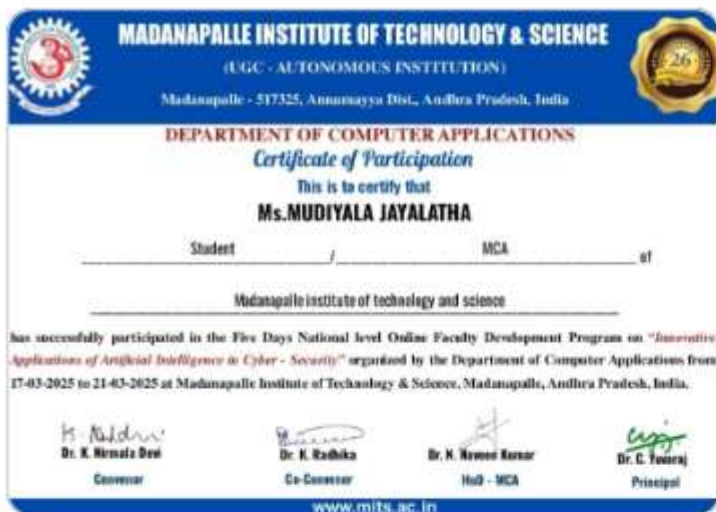 MADANAPALLE INSTITUTE OF TECHNOLOGY & SCIENCE
(UGC - AUTONOMOUS INSTITUTION)
Madanapalle - 517325, Annamayya Dist., Andhra Pradesh, India
26
DEPARTMENT OF COMPUTER APPLICATIONS
Certificate of Participation
This is to certify that
Ms.MUDIYALA JAYALATHA
Student / MCA of
Madanapalle institute of technology and science
has successfully participated in the Five Days National level Online Faculty Development Program on "Innovative
Applications of Artificial Intelligence in Cyber - Security" organized by the Department of Computer Applications from
17-03-2025 to 21-03-2025 at Madanapalle Institute of Technology & Science, Madanapalle, Andhra Pradesh, India.
Dr. K. Nirmala Devi Dr. K. Radhika Dr. N. Naveen Kumar Dr. C. Yuvaraj
Convenor Co-Convenor HoD - MCA Principal
www.mits.ac.in